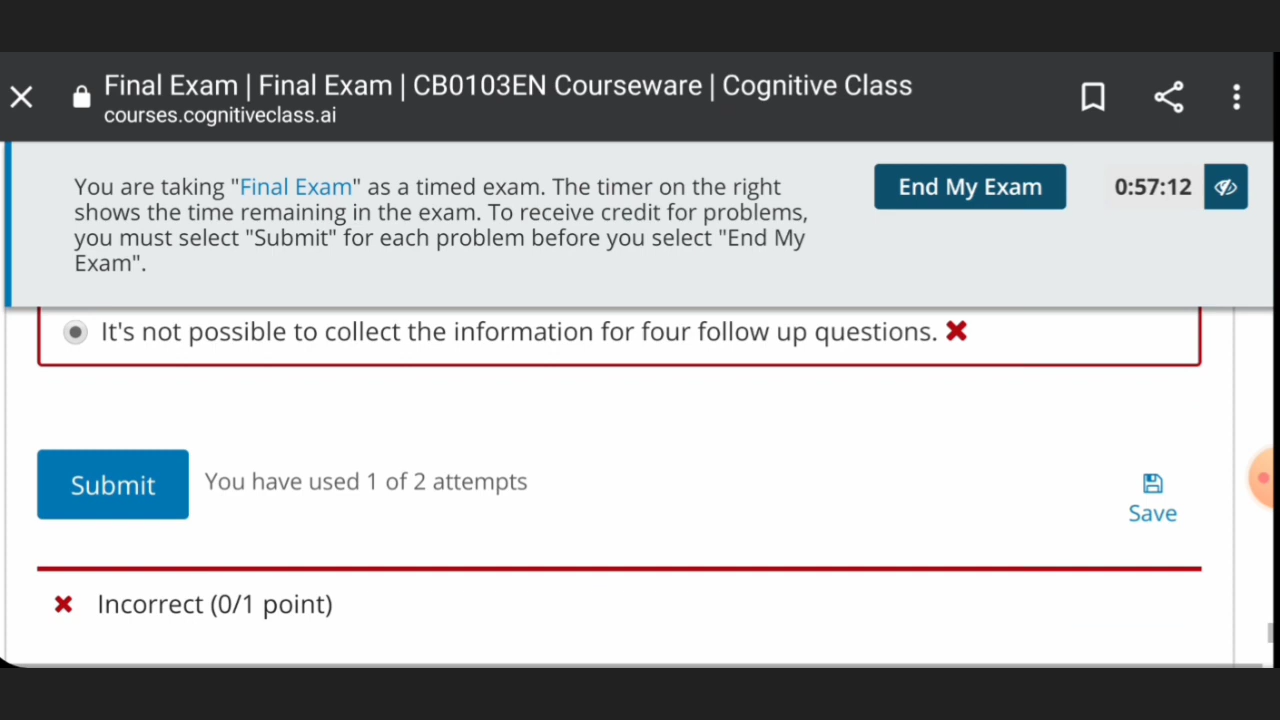 Final Exam | Final Exam | CB0103EN Courseware | Cognitive Class
courses.cognitiveclass.ai
You are taking "Final Exam" as a timed exam. The timer on the right
shows the time remaining in the exam. To receive credit for problems,
you must select "Submit" for each problem before you select "End My
Exam".
End My Exam
0:57:12
It's not possible to collect the information for four follow up questions.
Submit
You have used 1 of 2 attempts
Save
Incorrect (0/1 point)